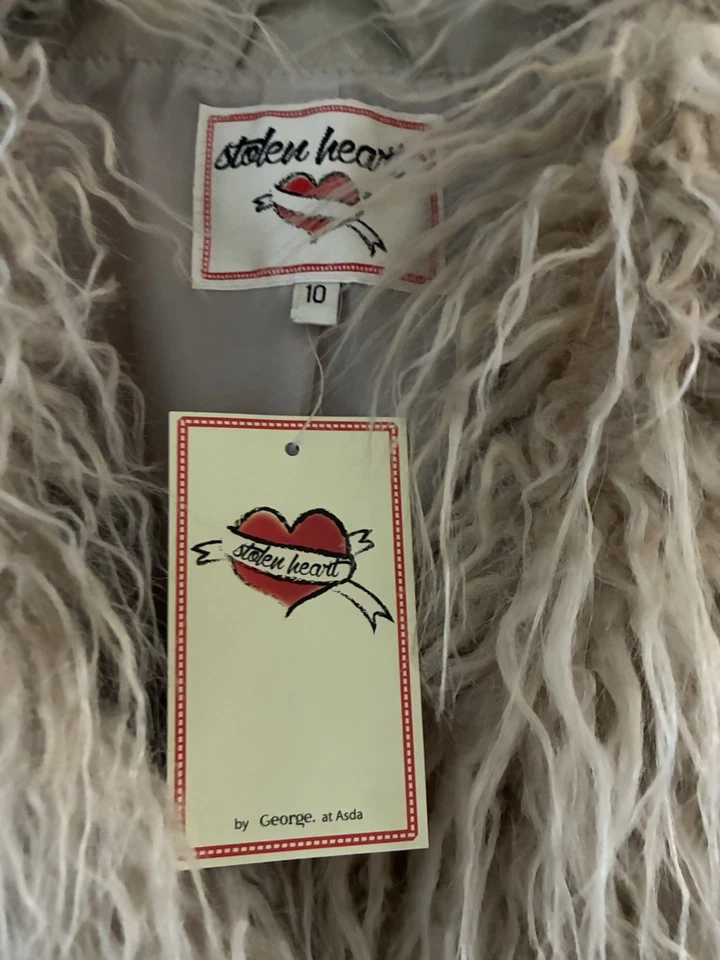 stolen heart
10
stolen heart
by George. at Asda